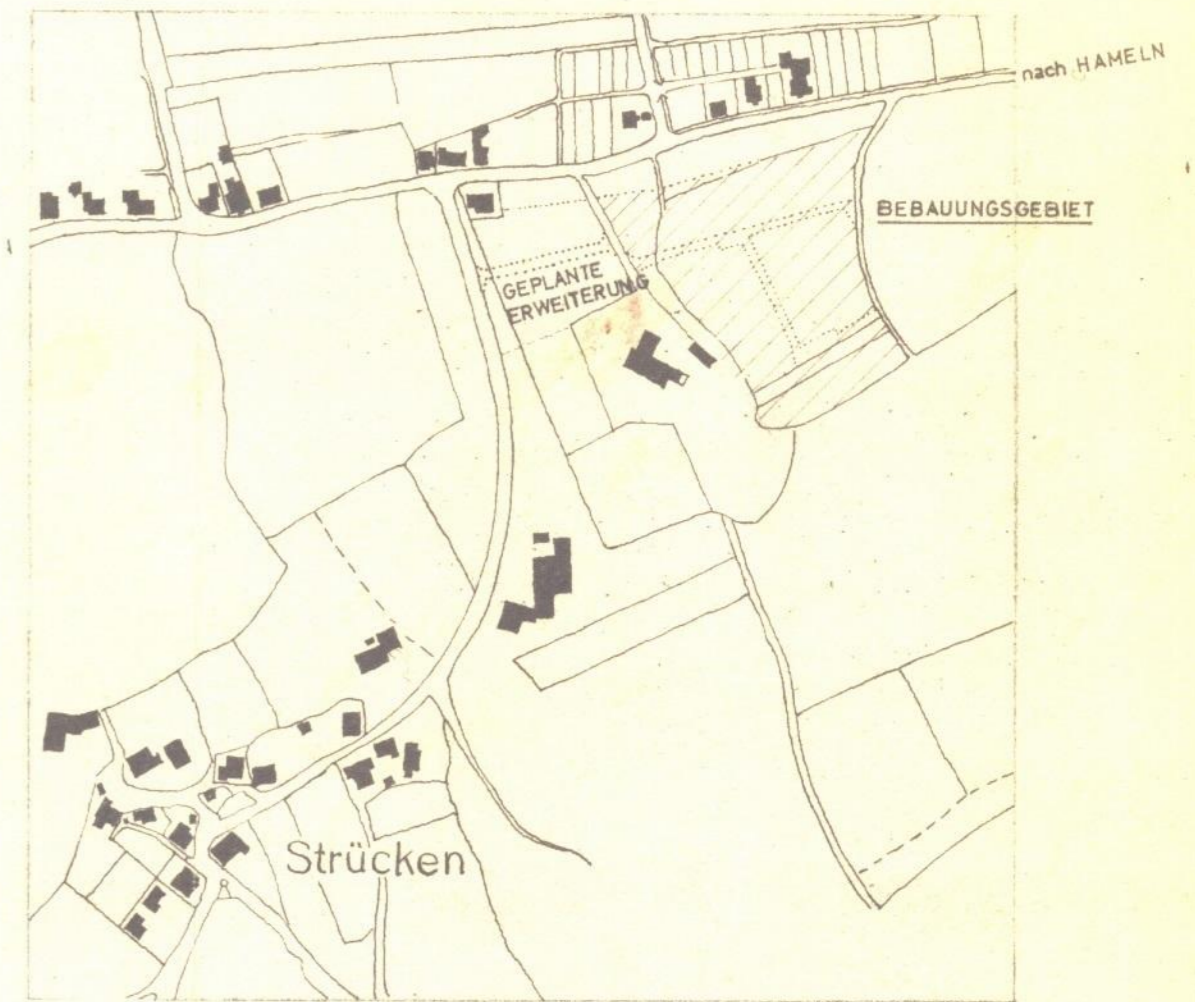 nach HAMELN
BEBAUUNGSGEBIET
GEPLANTE
ERWEITERUNG
Strücken